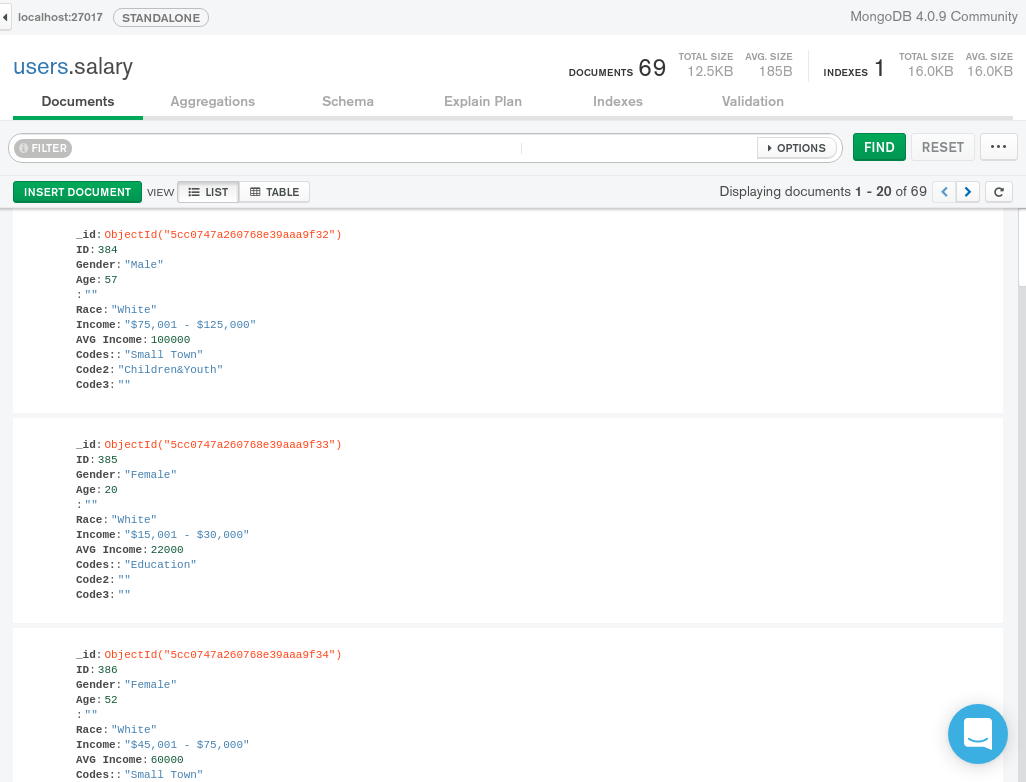 localhost:27017 STANDALONE MongoDB 4.0.9 Community
users.salary
DOCUMENTS 69 TOTAL SIZE 12.5KB AVG. SIZE 185B INDEXES 1 TOTAL SIZE 16.0KB AVG. SIZE 16.0KB
Documents Aggregations Schema Explain Plan Indexes Validation
FILTER OPTIONS FIND RESET ...
INSERT DOCUMENT VIEW LIST TABLE Displaying documents 1 - 20 of 69
_id: ObjectId("5cc0747a260768e39aaa9f32")
ID: 384
Gender: "Male"
Age: 57
: ""
Race: "White"
Income: "$75,001 - $125,000"
AVG Income: 100000
Codes:: "Small Town"
Code2: "Children&Youth"
Code3: ""
_id: ObjectId("5cc0747a260768e39aaa9f33")
ID: 385
Gender: "Female"
Age: 20
: ""
Race: "White"
Income: "$15,001 - $30,000"
AVG Income: 22000
Codes:: "Education"
Code2: ""
Code3: ""
_id: ObjectId("5cc0747a260768e39aaa9f34")
ID: 386
Gender: "Female"
Age: 52
: ""
Race: "White"
Income: "$45,001 - $75,000"
AVG Income: 60000
Codes:: "Small Town"